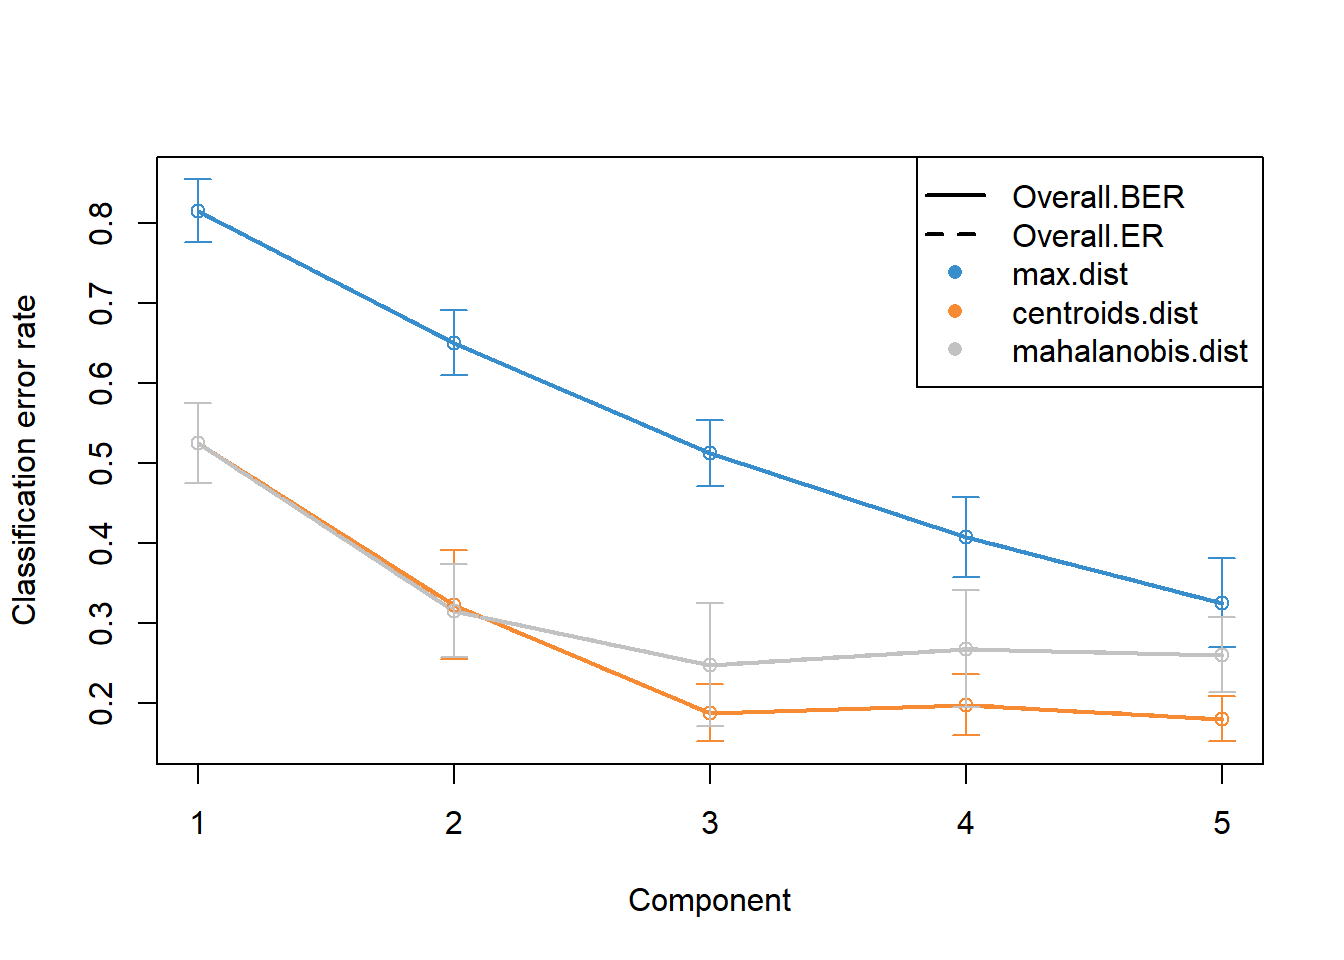 Classification error rate
0.8
0.7
0.6
0.5
0.4
0.3
0.2
Overall.BER
Overall.ER
max.dist
centroids.dist
mahalanobis.dist
1 2 3 4 5
Component